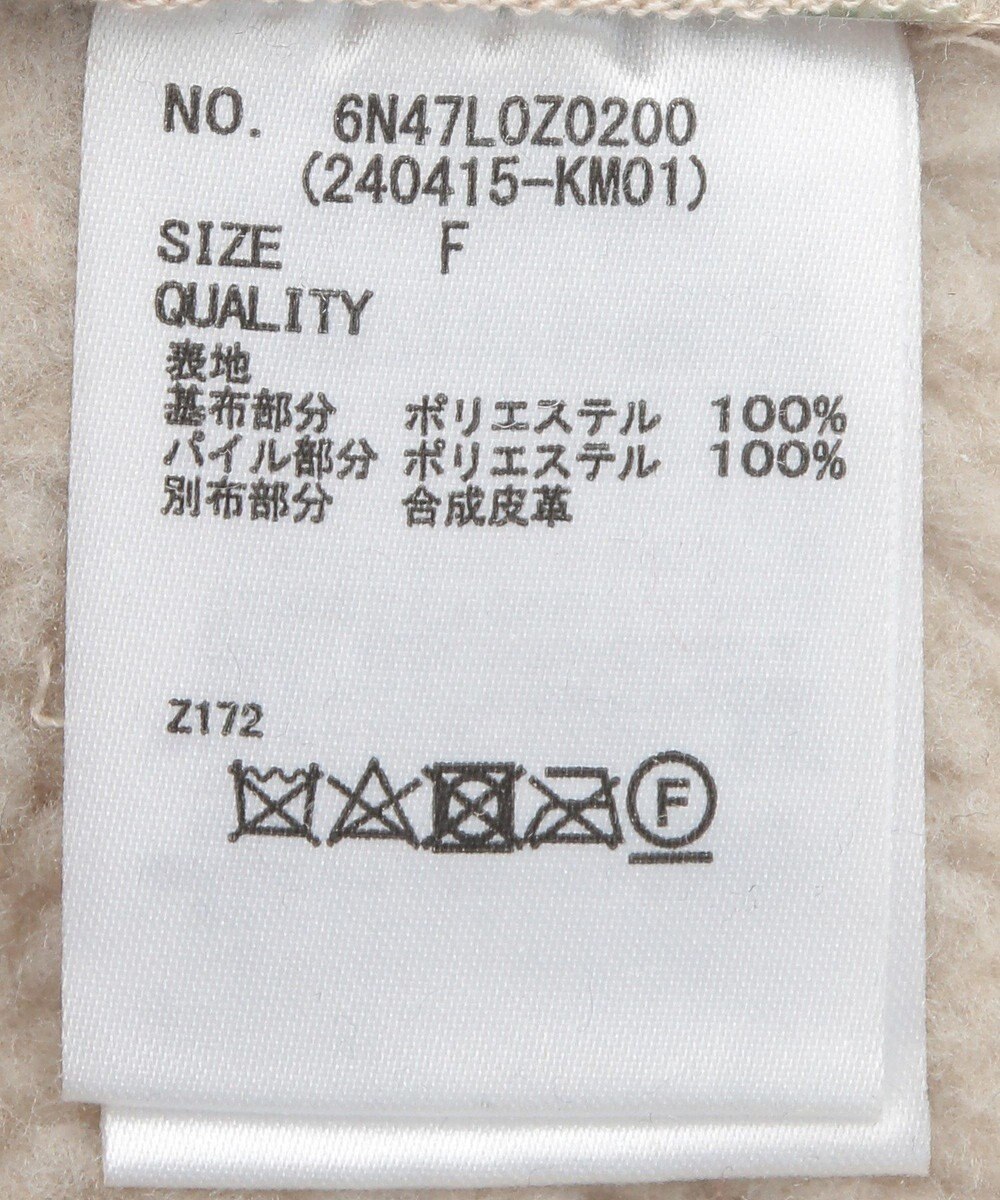 NO. 6N47L0Z0200
(240415-KM01)
SIZE F
QUALITY
表地
基布部分 ポリエステル 100%
パイル部分 ポリエステル 100%
別布部分 合成皮革
Z172
F